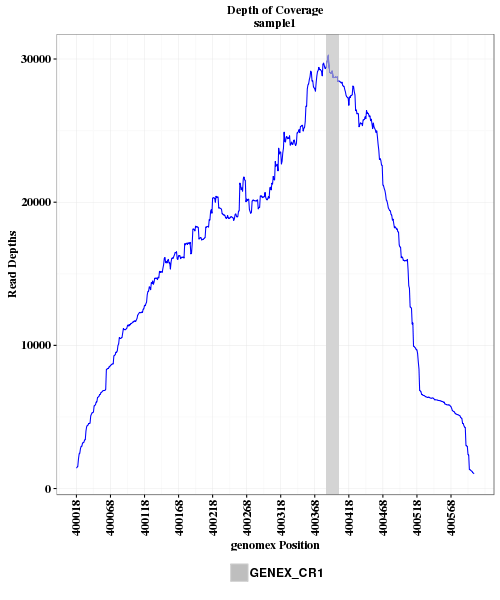 Depth of Coverage
sample1
Read Depths
30000
20000
10000
0
400018 400068 400118 400168 400218 400268 400318 400368 400418 400468 400518 400568
genomex Position
GENEX_CR1